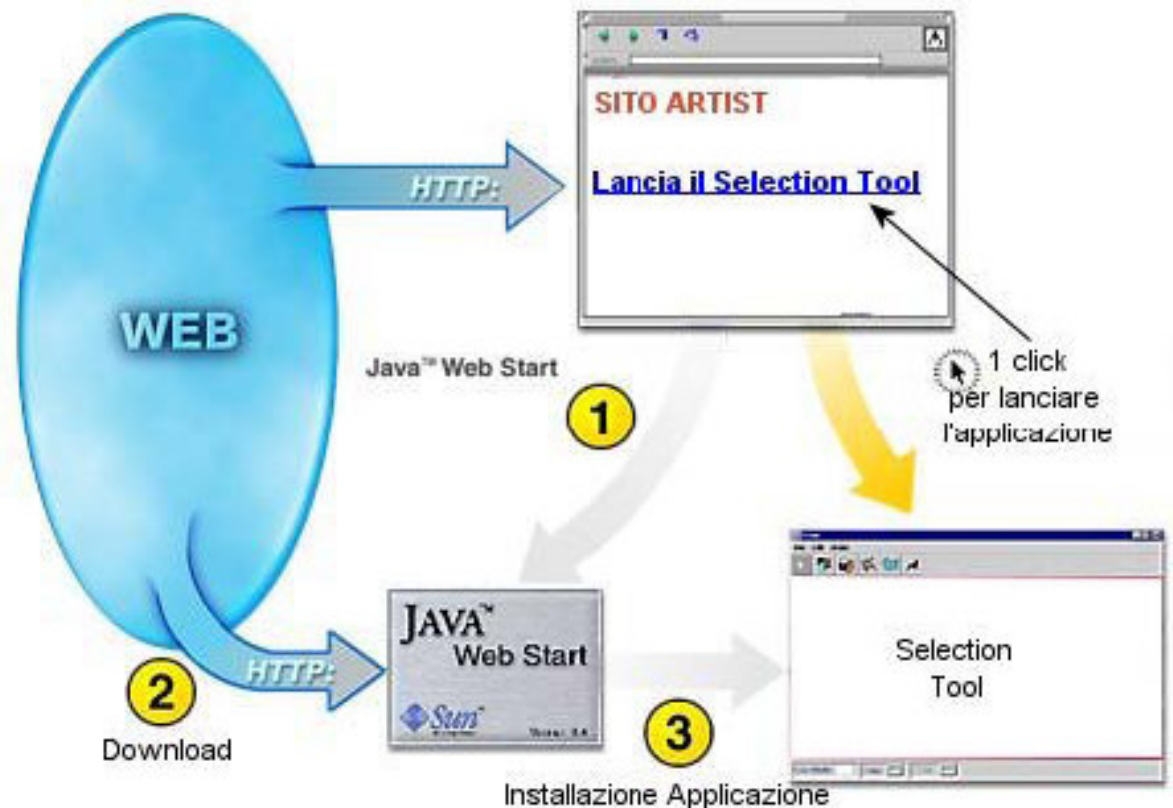 SITO ARTIST
HTTP:
Lancia il Selection Tool
WEB
Java™ Web Start
1 click
per lanciare
l'applicazione
1
JAVA™
Web Start
Selection
Tool
HTTP:
2
Sun
3
Download
Installazione Applicazione